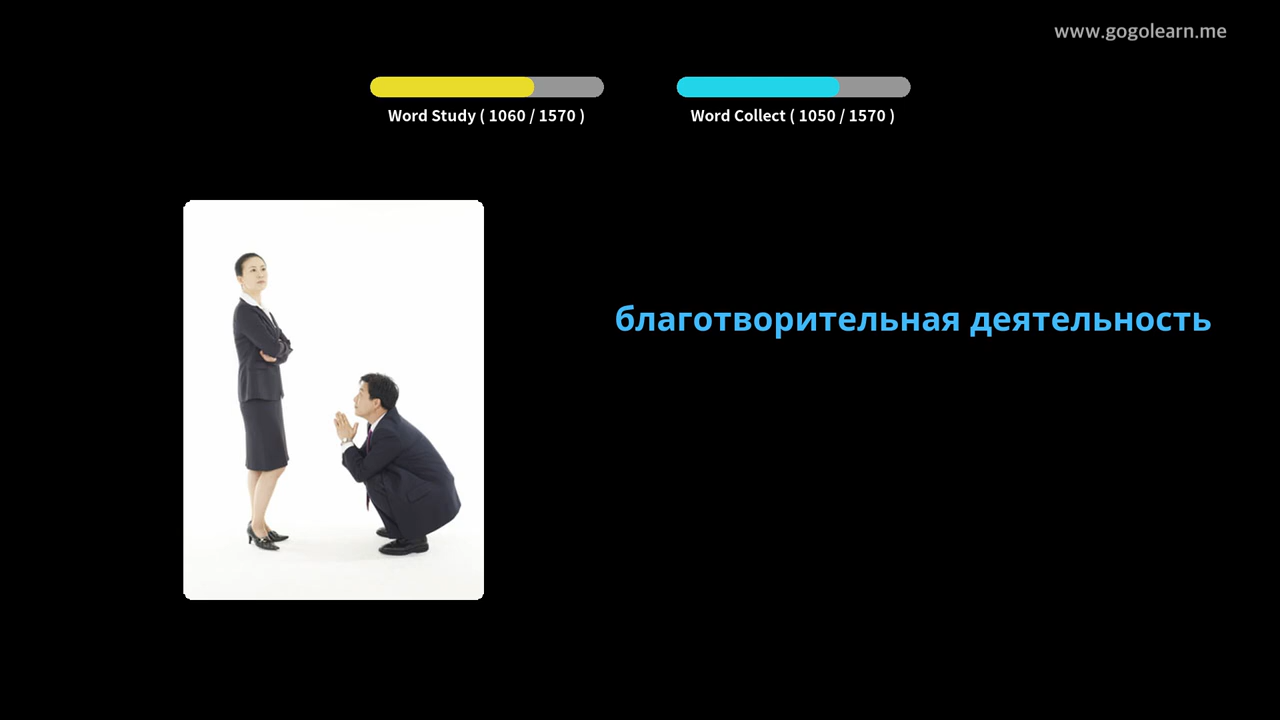 www.gogolearn.me
Word Study ( 1060 / 1570 )
Word Collect ( 1050 / 1570 )
благотворительная деятельность